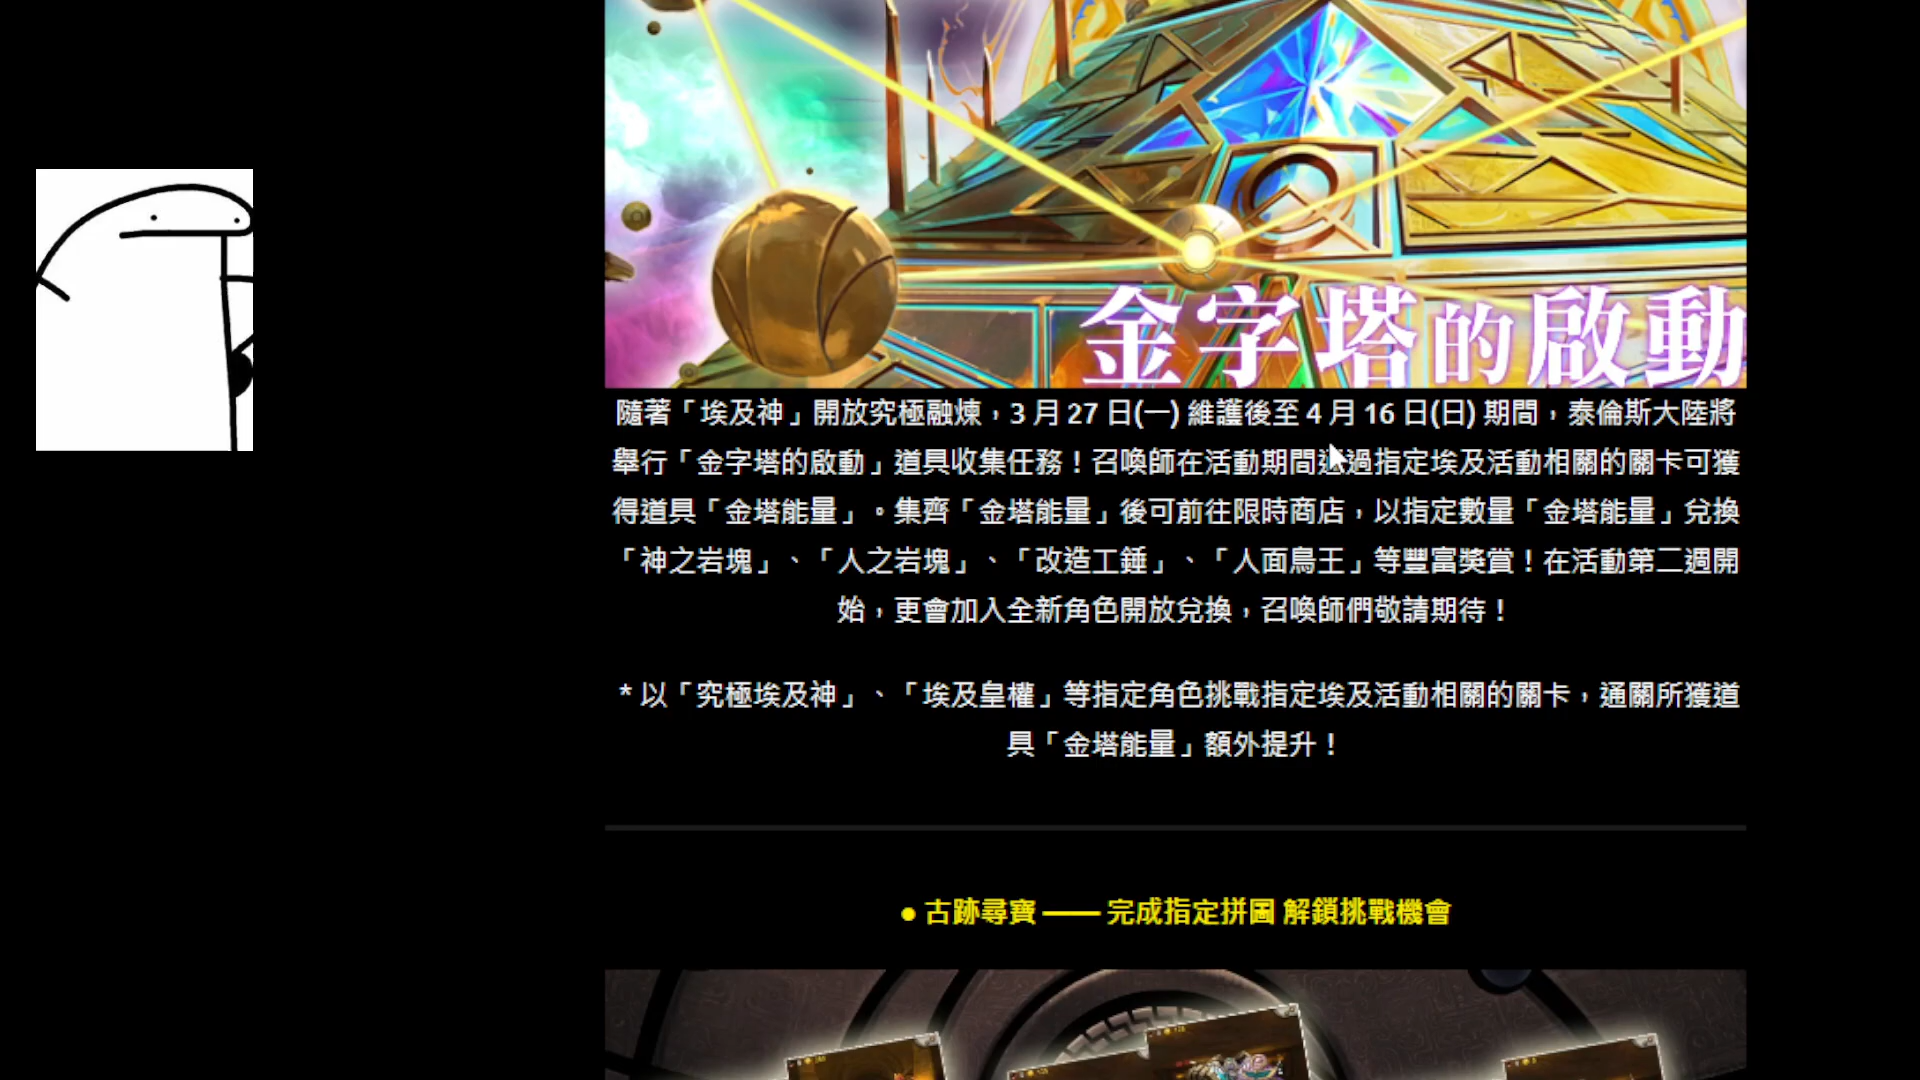 金字塔的啟動
隨著「埃及神」開放究極融煉，3 月 27 日(一) 維護後至 4 月 16 日(日) 期間，泰倫斯大陸將
舉行「金字塔的啟動」道具收集任務！召喚師在活動期間通過指定埃及活動相關的關卡可獲
得道具「金塔能量」。集齊「金塔能量」後可前往限時商店，以指定數量「金塔能量」兌換
「神之岩塊」、「人之岩塊」、「改造工錘」、「人面鳥王」等豐富獎賞！在活動第二週開
始，更會加入全新角色開放兌換，召喚師們敬請期待！
* 以「究極埃及神」、「埃及皇權」等指定角色挑戰指定埃及活動相關的關卡，通關所獲道
具「金塔能量」額外提升！
● 古跡尋寶 —— 完成指定拼圖 解鎖挑戰機會